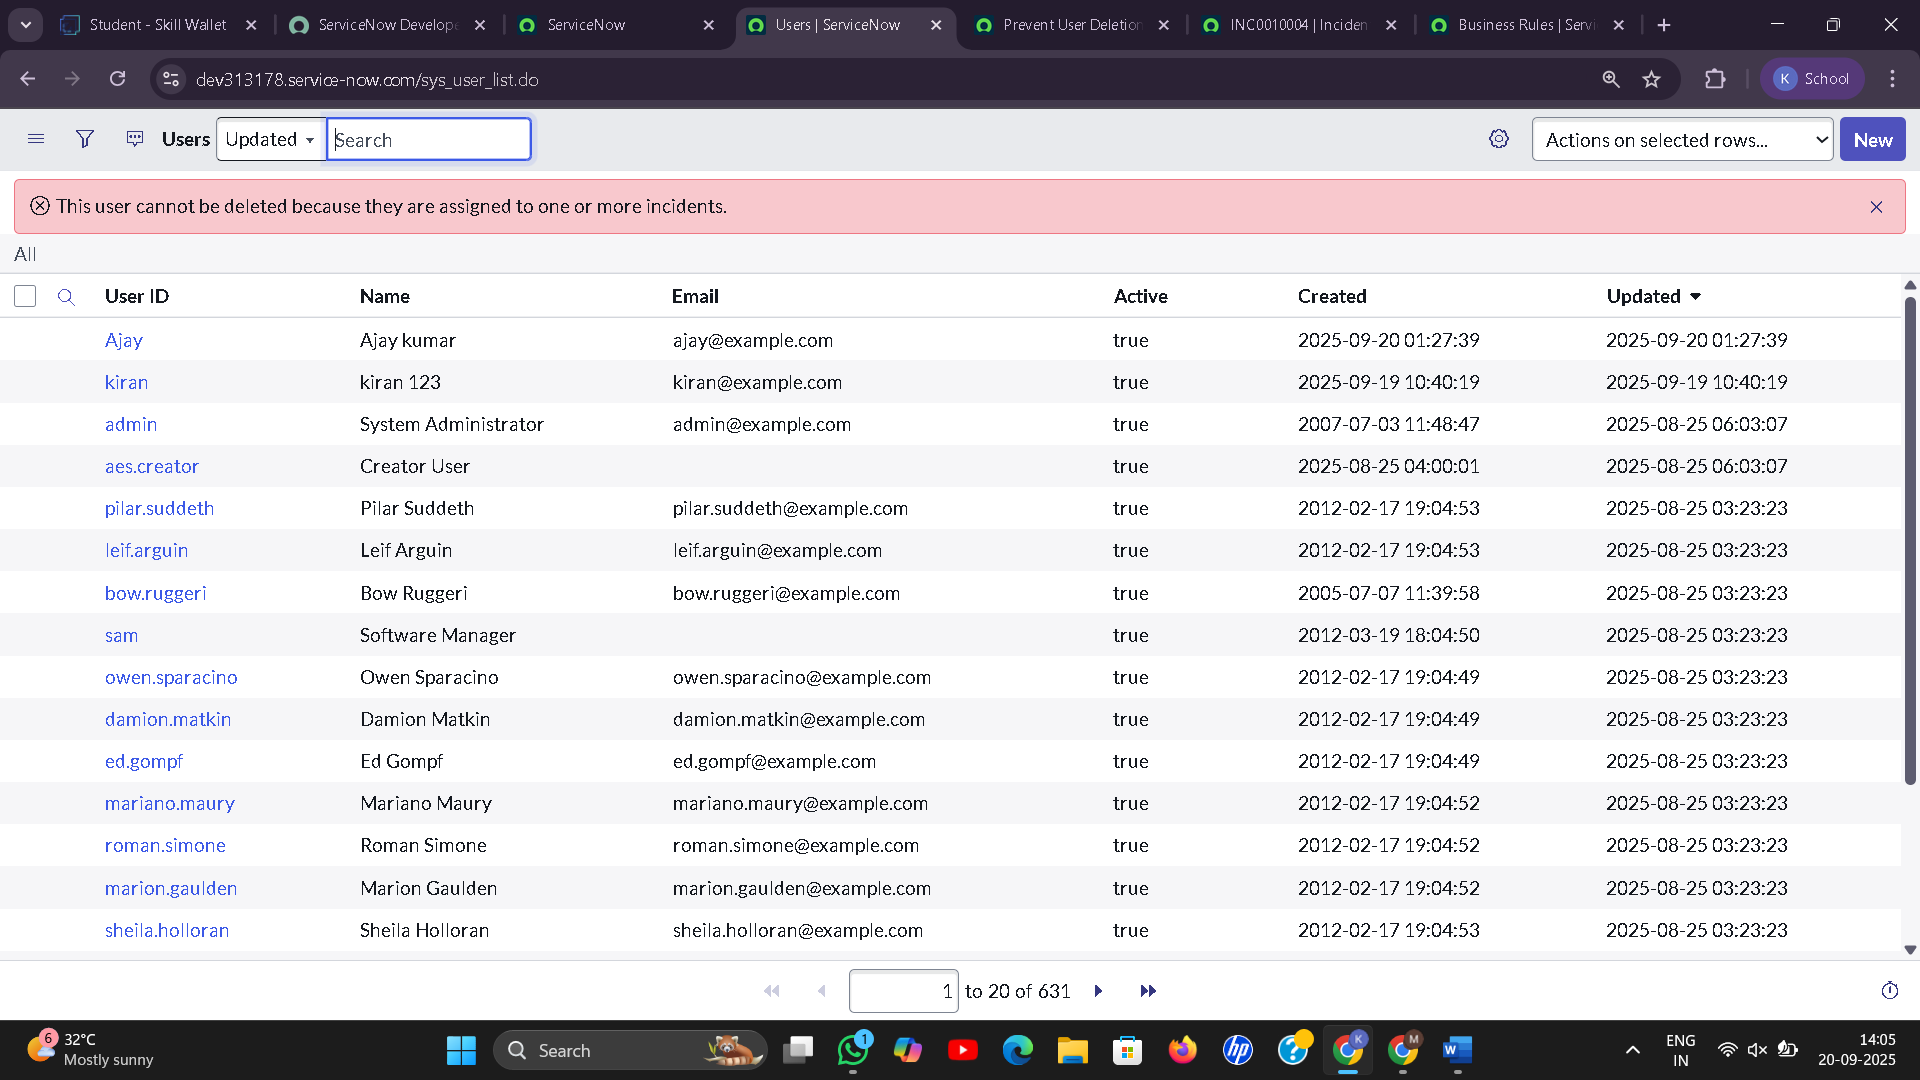 Student - Skill Wallet
ServiceNow Develope
ServiceNow
Users | ServiceNow
Prevent User Deletion
INC0010004 | Inciden
Business Rules | Servi
dev313178.service-now.com/sys_user_list.do
K School
Users Updated Search Actions on selected rows... New
This user cannot be deleted because they are assigned to one or more incidents.
All
User ID Name Email Active Created Updated
Ajay Ajay kumar ajay@example.com true 2025-09-20 01:27:39 2025-09-20 01:27:39
kiran kiran 123 kiran@example.com true 2025-09-19 10:40:19 2025-09-19 10:40:19
admin System Administrator admin@example.com true 2007-07-03 11:48:47 2025-08-25 06:03:07
aes.creator Creator User true 2025-08-25 04:00:01 2025-08-25 06:03:07
pilar.suddeth Pilar Suddeth pilar.suddeth@example.com true 2012-02-17 19:04:53 2025-08-25 03:23:23
leif.arguin Leif Arguin leif.arguin@example.com true 2012-02-17 19:04:53 2025-08-25 03:23:23
bow.ruggeri Bow Ruggeri bow.ruggeri@example.com true 2005-07-07 11:39:58 2025-08-25 03:23:23
sam Software Manager true 2012-03-19 18:04:50 2025-08-25 03:23:23
owen.sparacino Owen Sparacino owen.sparacino@example.com true 2012-02-17 19:04:49 2025-08-25 03:23:23
damion.matkin Damion Matkin damion.matkin@example.com true 2012-02-17 19:04:49 2025-08-25 03:23:23
ed.gompf Ed Gompf ed.gompf@example.com true 2012-02-17 19:04:49 2025-08-25 03:23:23
mariano.maury Mariano Maury mariano.maury@example.com true 2012-02-17 19:04:52 2025-08-25 03:23:23
roman.simone Roman Simone roman.simone@example.com true 2012-02-17 19:04:52 2025-08-25 03:23:23
marion.gaulden Marion Gaulden marion.gaulden@example.com true 2012-02-17 19:04:52 2025-08-25 03:23:23
sheila.holloran Sheila Holloran sheila.holloran@example.com true 2012-02-17 19:04:53 2025-08-25 03:23:23
1 to 20 of 631
6 32°C
Mostly sunny
Search
1
hp
K
M
W
ENG
IN
14:05
20-09-2025